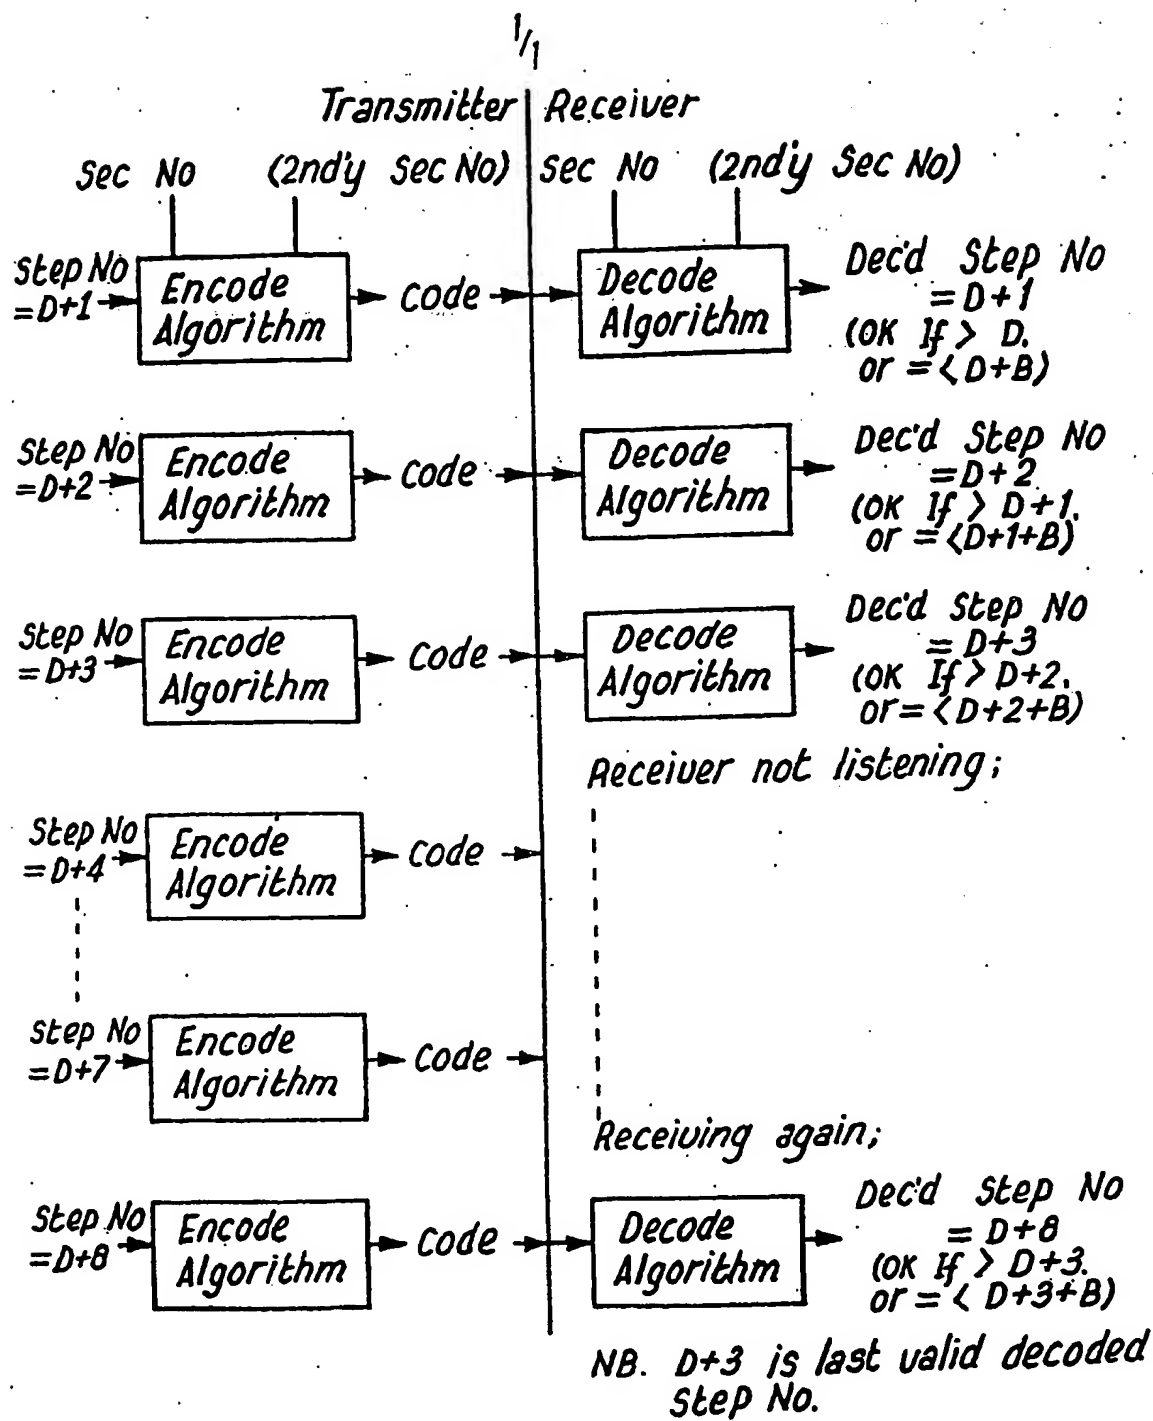 1/1
Transmitter Receiver
Sec No (2nd'y Sec No) Sec No (2nd'y Sec No)
Step No
=D+1
Encode
Algorithm
Code
Decode
Algorithm
Dec'd Step No
=D+1
(OK If > D.
or =< D+B)
Step No
=D+2
Encode
Algorithm
Code
Decode
Algorithm
Dec'd Step No
=D+2
(OK If > D+1.
or =<D+1+B)
Step No
=D+3
Encode
Algorithm
Code
Decode
Algorithm
Dec'd Step No
=D+3
(OK If > D+2.
or =<D+2+B)
Receiver not listening;
Step No
=D+4
Encode
Algorithm
Code
Step No
=D+7
Encode
Algorithm
Code
Receiving again;
Step No
=D+8
Encode
Algorithm
Code
Decode
Algorithm
Dec'd Step No
=D+8
(OK If > D+3.
or =< D+3+B)
NB. D+3 is last valid decoded
Step No.